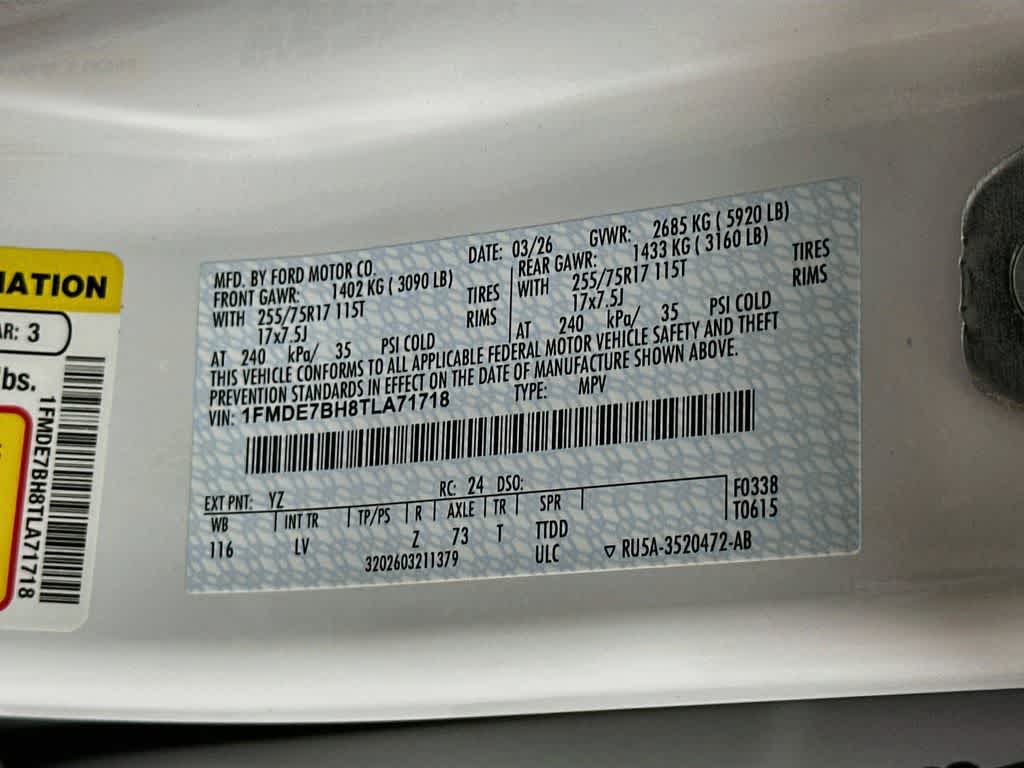 MATION
AR: 3
lbs.
1FMDE7BH8TLA71718
MFD. BY FORD MOTOR CO.
DATE: 03/26
GVWR: 2685 KG ( 5920 LB)
FRONT GAWR: 1402 KG ( 3090 LB)
WITH 255/75R17 115T TIRES
17x7.5J RIMS
AT 240 kPa/ 35 PSI COLD
REAR GAWR: 1433 KG ( 3160 LB)
WITH 255/75R17 115T TIRES
17x7.5J RIMS
AT 240 kPa/ 35 PSI COLD
THIS VEHICLE CONFORMS TO ALL APPLICABLE FEDERAL MOTOR VEHICLE SAFETY AND THEFT
PREVENTION STANDARDS IN EFFECT ON THE DATE OF MANUFACTURE SHOWN ABOVE.
VIN: 1FMDE7BH8TLA71718 TYPE: MPV
EXT PNT: YZ RC: 24 DSO:
WB INT TR TP/PS R AXLE TR SPR F0338
116 LV Z 73 T TTDD T0615
3202603211379 ULC ▽ RU5A-3520472-AB